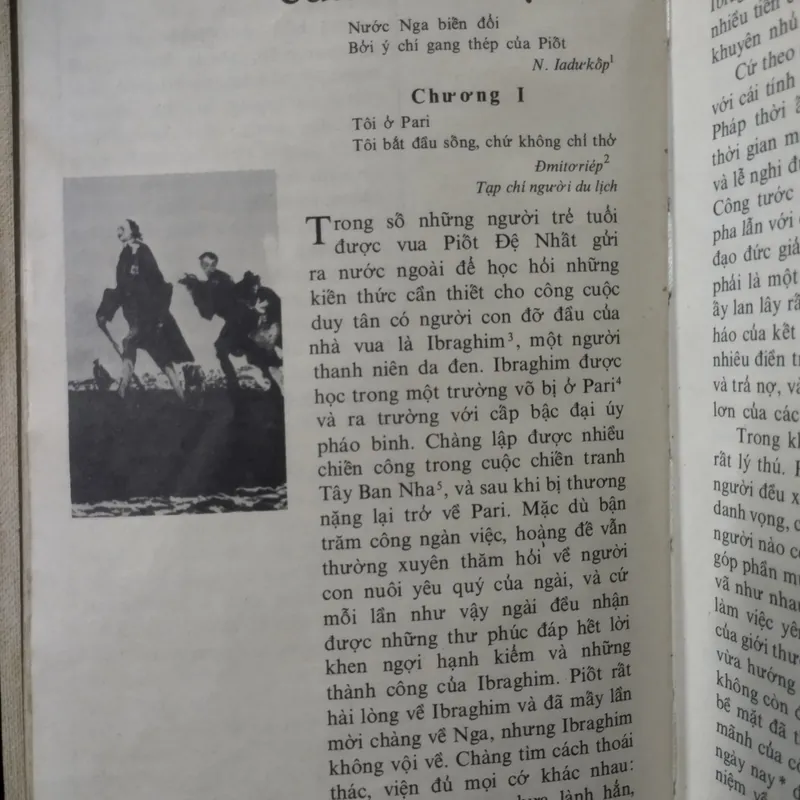 Nước Nga biến đổi
Bởi ý chí gang thép của Piôt
N. Iadưkôp¹
Chương I
Tôi ở Pari
Tôi bắt đầu sống, chứ không chỉ thở
Đmitơriép²
Tạp chí người du lịch
Trong số những người trẻ tuổi
được vua Piôt Đệ Nhất gửi
ra nước ngoài để học hỏi những
kiến thức cần thiết cho công cuộc
duy tân có người con đỡ đầu của
nhà vua là Ibraghim³, một người
thanh niên da đen. Ibraghim được
học trong một trường võ bị ở Pari⁴
và ra trường với cấp bậc đại úy
pháo binh. Chàng lập được nhiều
chiến công trong cuộc chiến tranh
Tây Ban Nha⁵, và sau khi bị thương
nặng lại trở về Pari. Mặc dù bận
trăm công ngàn việc, hoàng đế vẫn
thường xuyên thăm hỏi về người
con nuôi yêu quý của ngài, và cứ
mỗi lần như vậy ngài đều nhận
được những thư phúc đáp hết lời
khen ngợi hạnh kiểm và những
thành công của Ibraghim. Piôt rất
hài lòng về Ibraghim và đã mấy lần
mời chàng về Nga, nhưng Ibraghim
không vội về. Chàng tìm cách thoái
thác, viện đủ mọi cớ khác nhau:
lành hẳn,
nhiều tiền
khuyên nhủ
Cứ theo
với cái tính
Pháp thời
thời gian
và lễ nghi
Công tước
pha lẫn với
đạo đức
phải là một
ấy lan lây
háo của kết
nhiêu điền
và trả nợ,
lơn của các
Trong
rất lý thú.
người đều
danh vọng,
người nào
góp phần
vã như
làm việc
của giới
vừa hướng
không còn
bề mặt đã
mãnh của
ngày nay*
niệm về